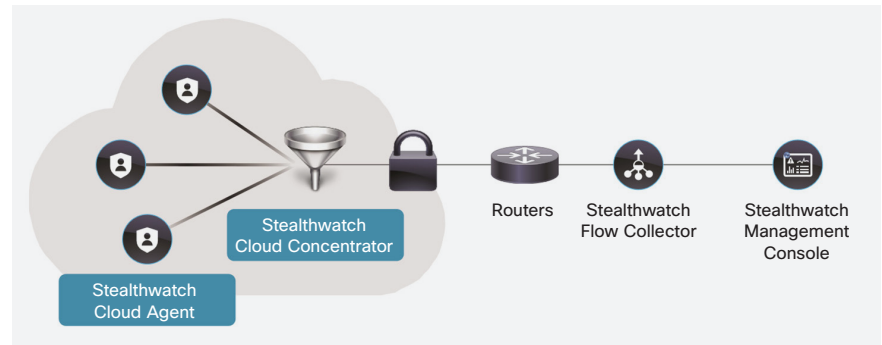 Stealthwatch
Cloud Concentrator
Stealthwatch
Cloud Agent
Routers
Stealthwatch
Flow Collector
Stealthwatch
Management
Console